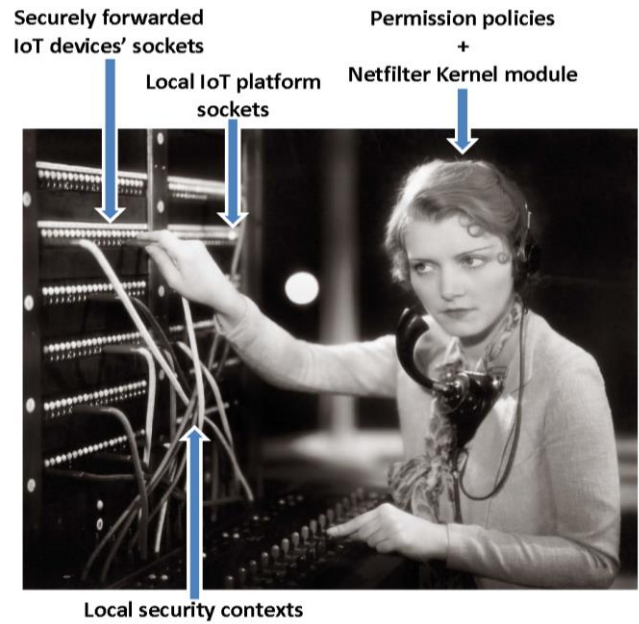 Securely forwarded
IoT devices’ sockets
Local IoT platform
sockets
Permission policies
+
Netfilter Kernel module
Local security contexts